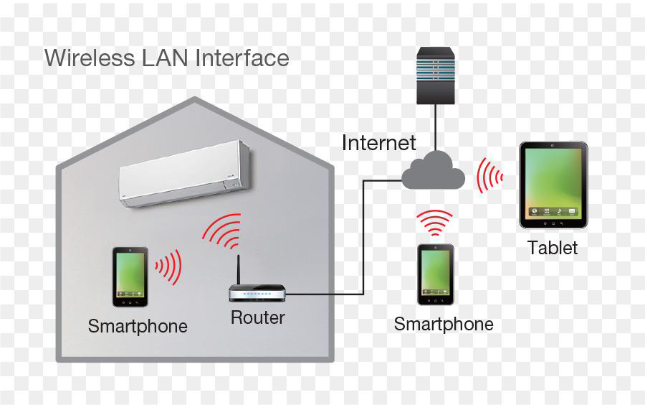 Wireless LAN Interface
Internet
Tablet
Smartphone
Router
Smartphone